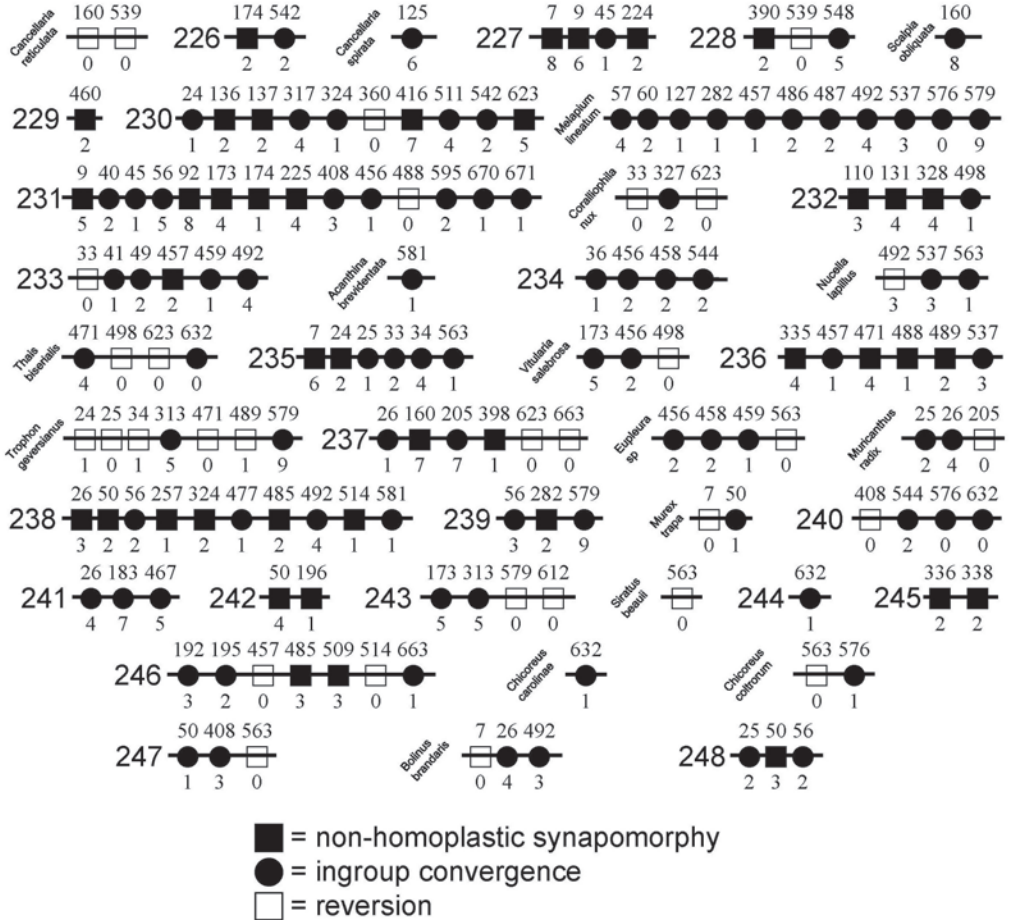 160 539 174 542 125 7 9 45 224 390 539 548 160
Cancellaria reticulata 226 Cancellaria spirata 227 228 Scalpia obliquata
0 0 2 2 6 8 6 1 2 2 0 5 8
460 24 136 137 317 324 360 416 511 542 623 57 60 127 282 457 486 487 492 537 576 579
229 230 Melapium lineatum
2 1 2 2 4 1 0 7 4 2 5 4 2 1 1 1 2 2 4 3 0 9
9 40 45 56 92 173 174 225 408 456 488 595 670 671 33 327 623 110 131 328 498
231 Coralliophila nux 232
5 2 1 5 8 4 1 4 3 1 0 2 1 1 0 2 0 3 4 4 1
33 41 49 457 459 492 581 36 456 458 544 492 537 563
233 Acanthina brevidentata 234 Nucella lapillus
0 1 2 2 1 4 1 1 2 2 2 3 3 1
471 498 623 632 7 24 25 33 34 563 173 456 498 335 457 471 488 489 537
Thais biserialis 235 Vitularia salebrosa 236
4 0 0 0 6 2 1 2 4 1 5 2 0 4 1 4 1 2 3
24 25 34 313 471 489 579 26 160 205 398 623 663 456 458 459 563 25 26 205
Trophon geversianus 237 Eupleura sp Muricanthus radix
1 0 1 5 0 1 9 1 7 7 1 0 0 2 2 1 0 2 4 0
26 50 56 257 324 477 485 492 514 581 56 282 579 7 50 408 544 576 632
238 239 Murex trapa 240
3 2 2 1 2 1 2 4 1 1 3 2 9 0 1 0 2 0 0
26 183 467 50 196 173 313 579 612 563 632 336 338
241 242 243 Siratus beauii 244 245
4 7 5 4 1 5 5 0 0 0 1 2 2
192 195 457 485 509 514 663 632 563 576
246 Chicoreus carolinae Chicoreus coltrorum
3 2 0 3 3 0 1 1 0 1
50 408 563 7 26 492 25 50 56
247 Bolinus brandaris 248
1 3 0 0 4 3 2 3 2
= non-homoplastic synapomorphy
= ingroup convergence
= reversion